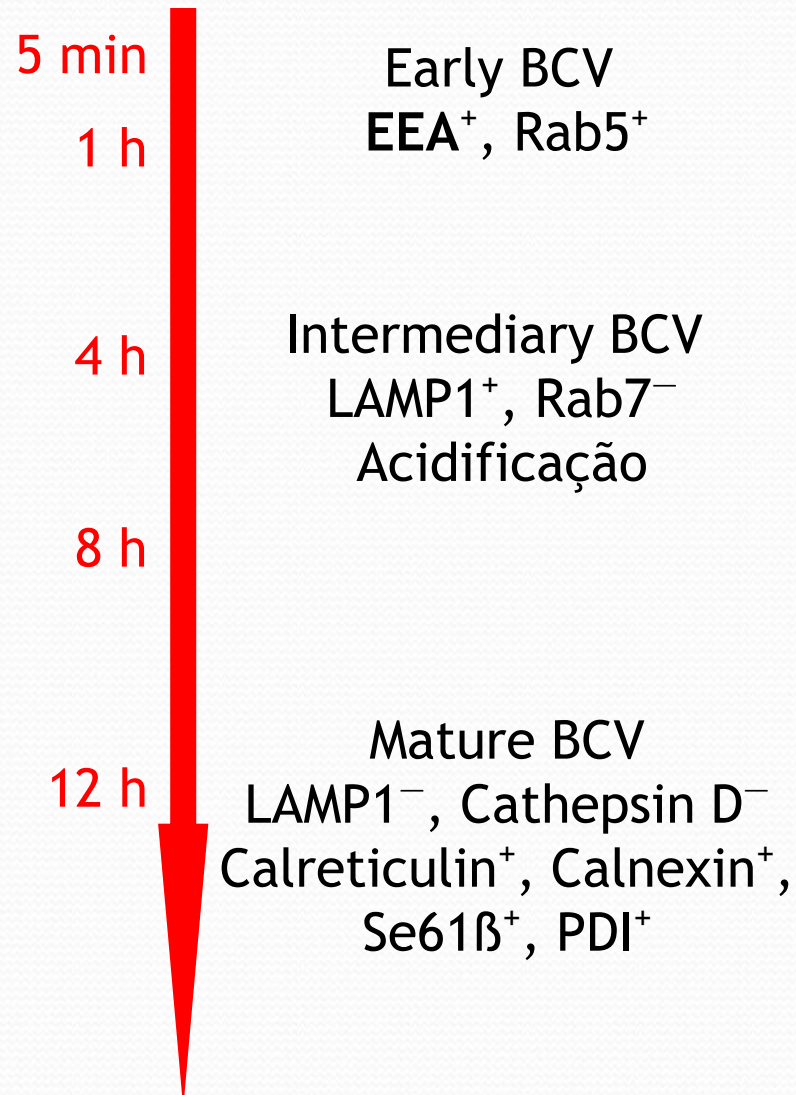 5 min
Early BCV
EEA⁺, Rab5⁺
1 h
4 h
Intermediary BCV
LAMP1⁺, Rab7⁻
Acidificação
8 h
12 h
Mature BCV
LAMP1⁻, Cathepsin D⁻
Calreticulin⁺, Calnexin⁺,
Se61ß⁺, PDI⁺